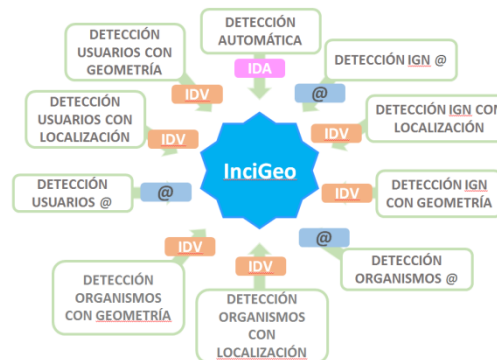 DETECCIÓN
AUTOMÁTICA
IDA
DETECCIÓN
USUARIOS CON
GEOMETRÍA
IDV
DETECCIÓN IGN @
@
DETECCIÓN
USUARIOS CON
LOCALIZACIÓN
IDV
DETECCIÓN IGN CON
LOCALIZACIÓN
IDV
InciGeo
DETECCIÓN
USUARIOS @
@
DETECCIÓN IGN
CON GEOMETRÍA
IDV
DETECCIÓN
ORGANISMOS @
@
DETECCIÓN
ORGANISMOS
CON GEOMETRÍA
IDV
DETECCIÓN
ORGANISMOS
CON
LOCALIZACIÓN
IDV